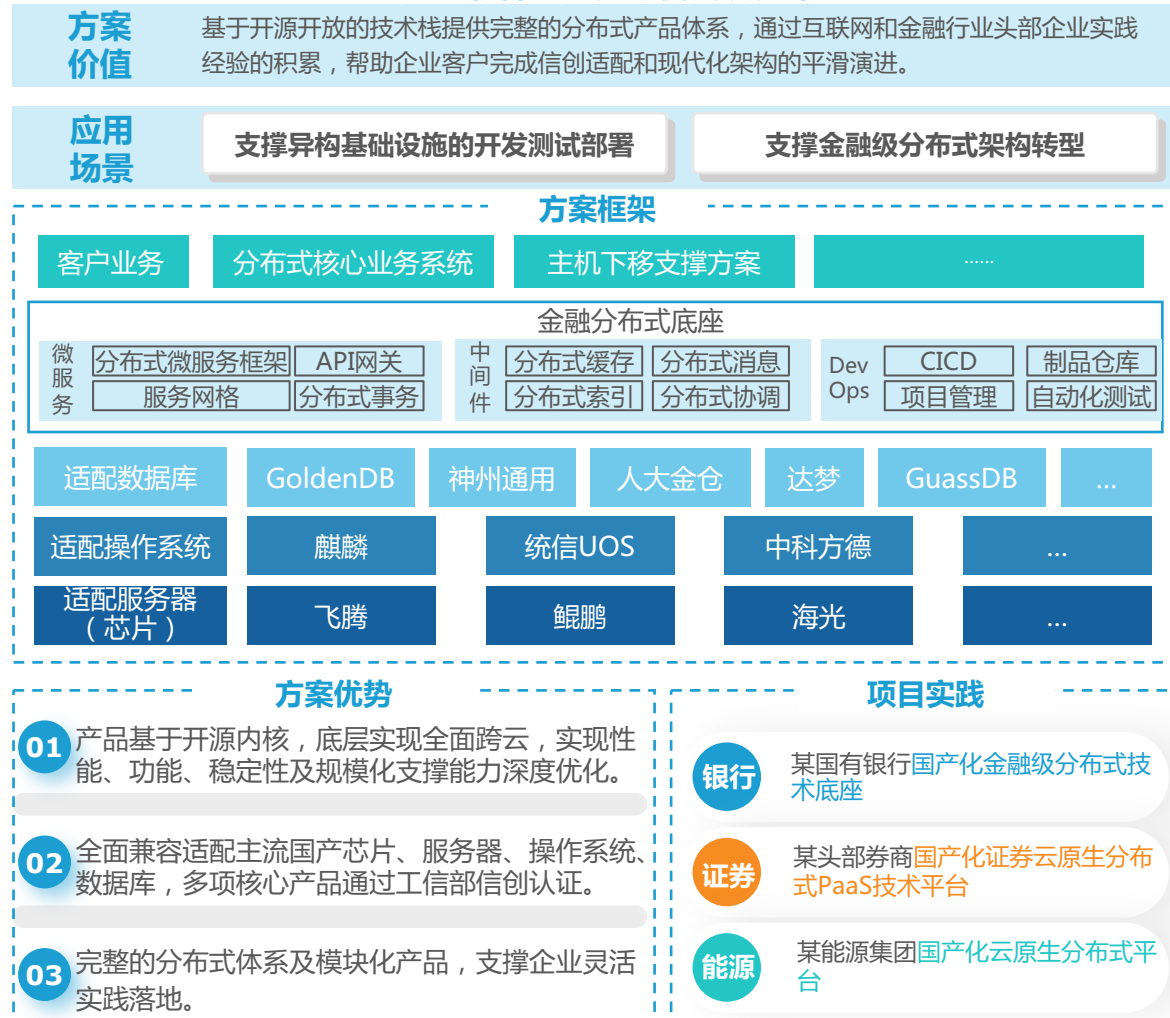 方案
价值
基于开源开放的技术栈提供完整的分布式产品体系，通过互联网和金融行业头部企业实践
经验的积累，帮助企业客户完成信创适配和现代化架构的平滑演进。
应用
场景
支撑异构基础设施的开发测试部署
支撑金融级分布式架构转型
方案框架
客户业务
分布式核心业务系统
主机下移支撑方案
......
金融分布式底座
微
服
务
分布式微服务框架
API网关
服务网格
分布式事务
中
间
件
分布式缓存
分布式消息
分布式索引
分布式协调
Dev
Ops
CICD
制品仓库
项目管理
自动化测试
适配数据库
GoldenDB
神州通用
人大金仓
达梦
GuassDB
...
适配操作系统
麒麟
统信UOS
中科方德
...
适配服务器
（芯片）
飞腾
鲲鹏
海光
...
方案优势
01
产品基于开源内核，底层实现全面跨云，实现性
能、功能、稳定性及规模化支撑能力深度优化。
02
全面兼容适配主流国产芯片、服务器、操作系统、
数据库，多项核心产品通过工信部信创认证。
03
完整的分布式体系及模块化产品，支撑企业灵活
实践落地。
项目实践
银行
某国有银行国产化金融级分布式技
术底座
证券
某头部券商国产化证券云原生分布
式PaaS技术平台
能源
某能源集团国产化云原生分布式平
台